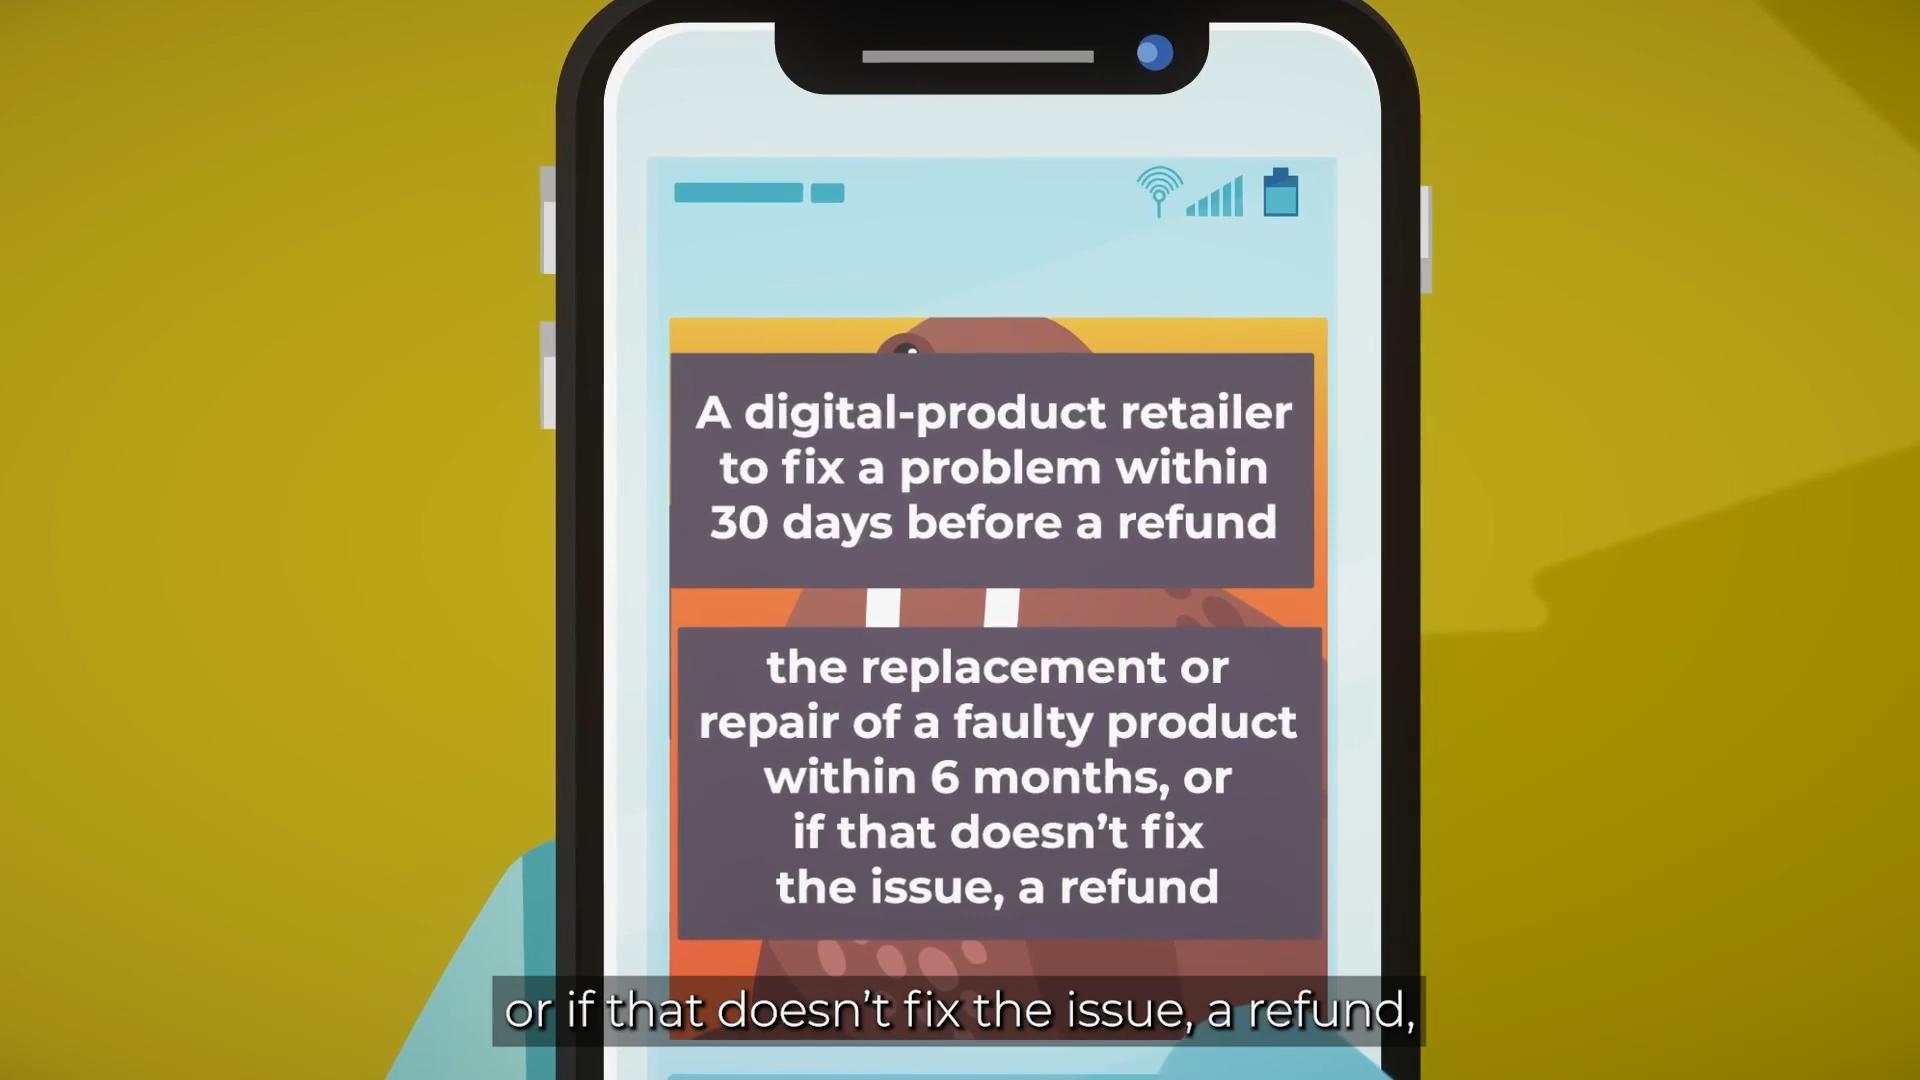 A digital-product retailer
to fix a problem within
30 days before a refund
the replacement or
repair of a faulty product
within 6 months, or
if that doesn’t fix
the issue, a refund
or if that doesn’t fix the issue, a refund,